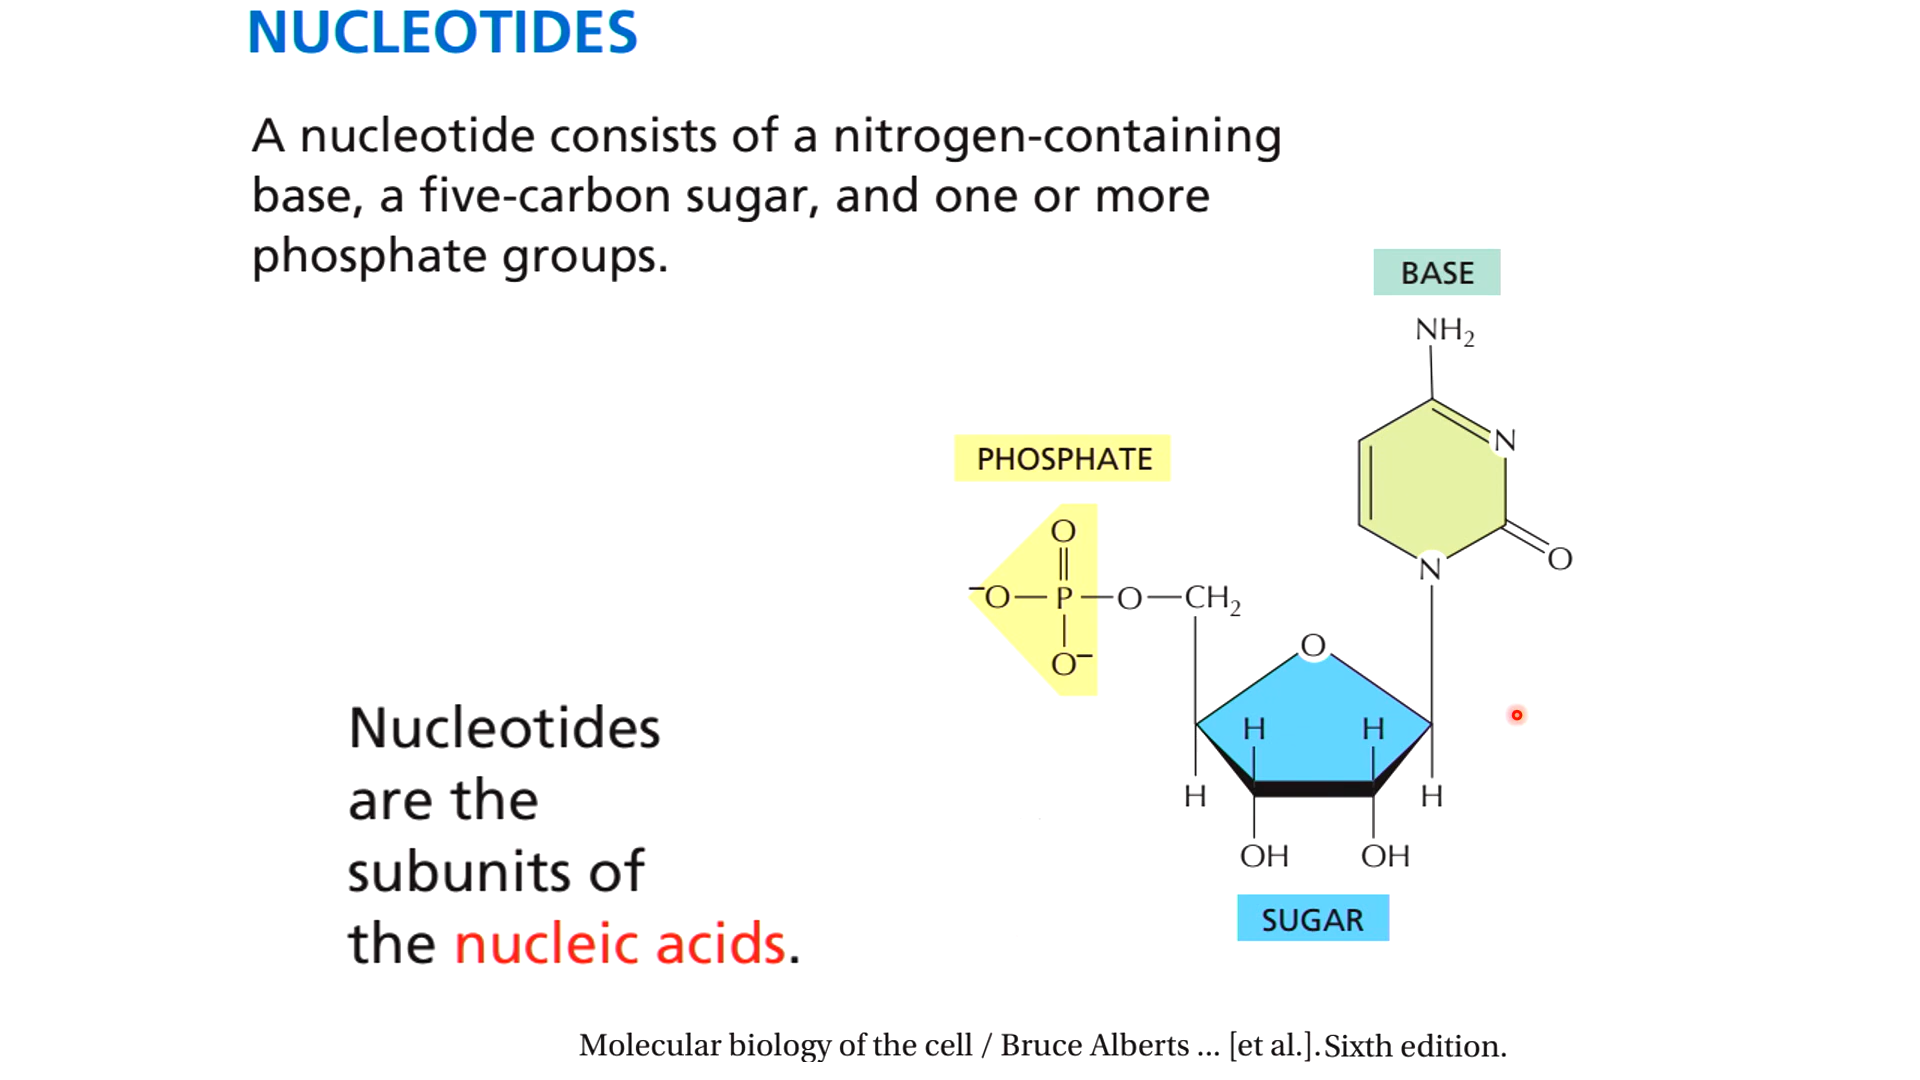 NUCLEOTIDES
A nucleotide consists of a nitrogen-containing
base, a five-carbon sugar, and one or more
phosphate groups.
BASE
NH₂
N
PHOSPHATE
O
⁻O P O CH₂
O⁻
O
N
O
H H
H H
OH OH
SUGAR
Nucleotides
are the
subunits of
the nucleic acids.
Molecular biology of the cell / Bruce Alberts ... [et al.]. Sixth edition.